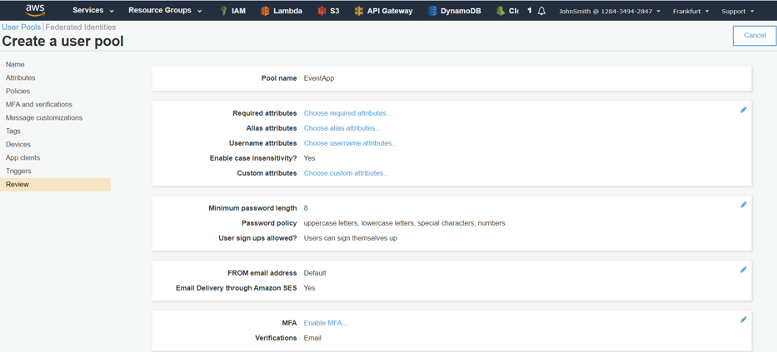 aws Services Resource Groups IAM Lambda S3 API Gateway DynamoDB 1 JohnSmith @ 1284-3494-2847 Frankfurt Support
User Pools | Federated Identities
Create a user pool
Cancel
Name
Attributes
Policies
MFA and verifications
Message customizations
Tags
Devices
App clients
Triggers
Review
Pool name EventApp
Required attributes Choose required attributes...
Alias attributes Choose alias attributes...
Username attributes Choose username attributes...
Enable case insensitivity? Yes
Custom attributes Choose custom attributes...
Minimum password length 8
Password policy uppercase letters, lowercase letters, special characters, numbers
User sign ups allowed? Users can sign themselves up
FROM email address Default
Email Delivery through Amazon SES Yes
MFA Enable MFA...
Verifications Email